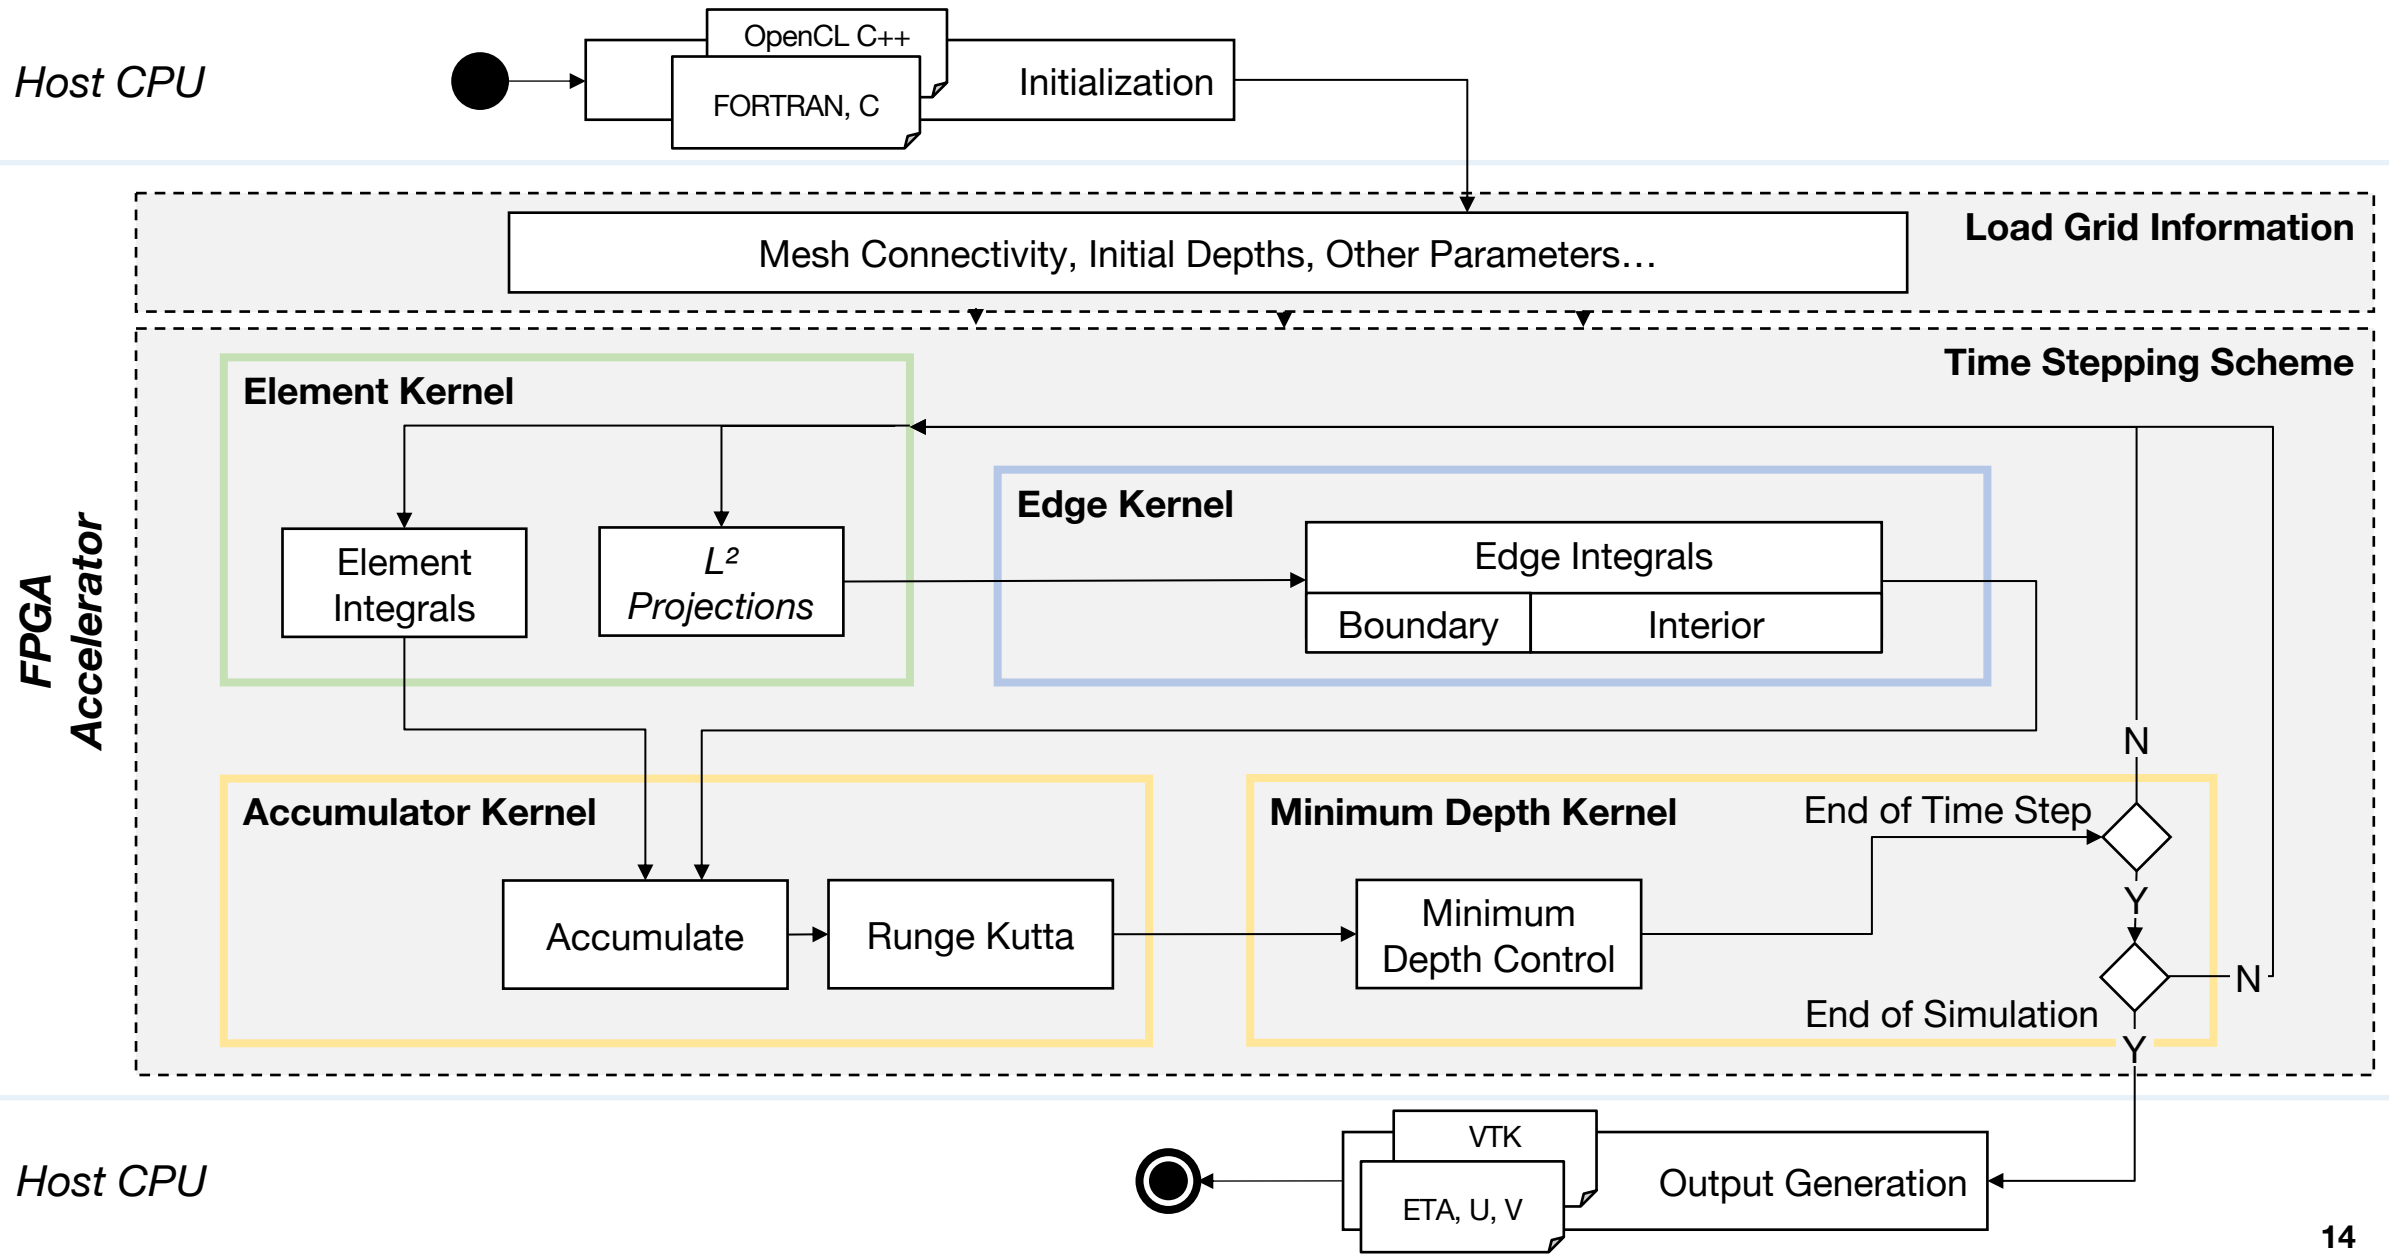 Host CPU
OpenCL C++
FORTRAN, C
Initialization
Load Grid Information
Mesh Connectivity, Initial Depths, Other Parameters…
Time Stepping Scheme
FPGA
Accelerator
Element Kernel
Element
Integrals
L²
Projections
Edge Kernel
Edge Integrals
Boundary
Interior
N
Accumulator Kernel
Accumulate
Runge Kutta
Minimum Depth Kernel
Minimum
Depth Control
End of Time Step
Y
N
End of Simulation
Y
Host CPU
VTK
ETA, U, V
Output Generation
14